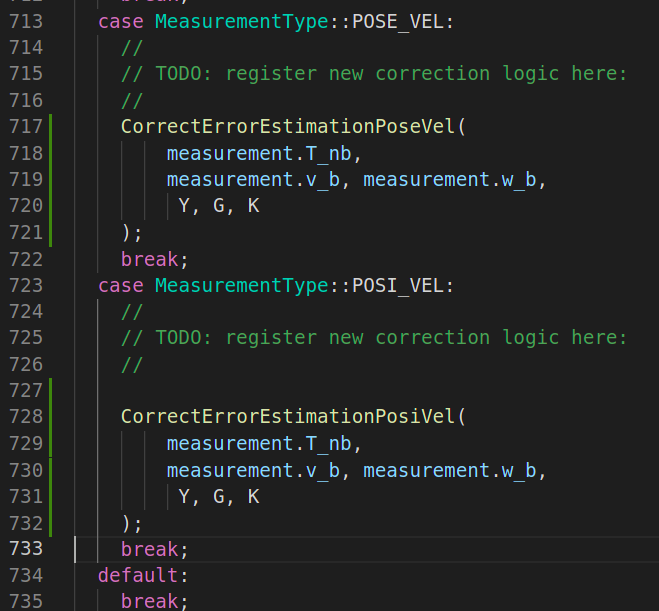 712 break;
713 case MeasurementType::POSE_VEL:
714 //
715 // TODO: register new correction logic here:
716 //
717 CorrectErrorEstimationPoseVel(
718 measurement.T_nb,
719 measurement.v_b, measurement.w_b,
720 Y, G, K
721 );
722 break;
723 case MeasurementType::POSI_VEL:
724 //
725 // TODO: register new correction logic here:
726 //
727
728 CorrectErrorEstimationPosiVel(
729 measurement.T_nb,
730 measurement.v_b, measurement.w_b,
731 Y, G, K
732 );
733 break;
734 default:
735 break;